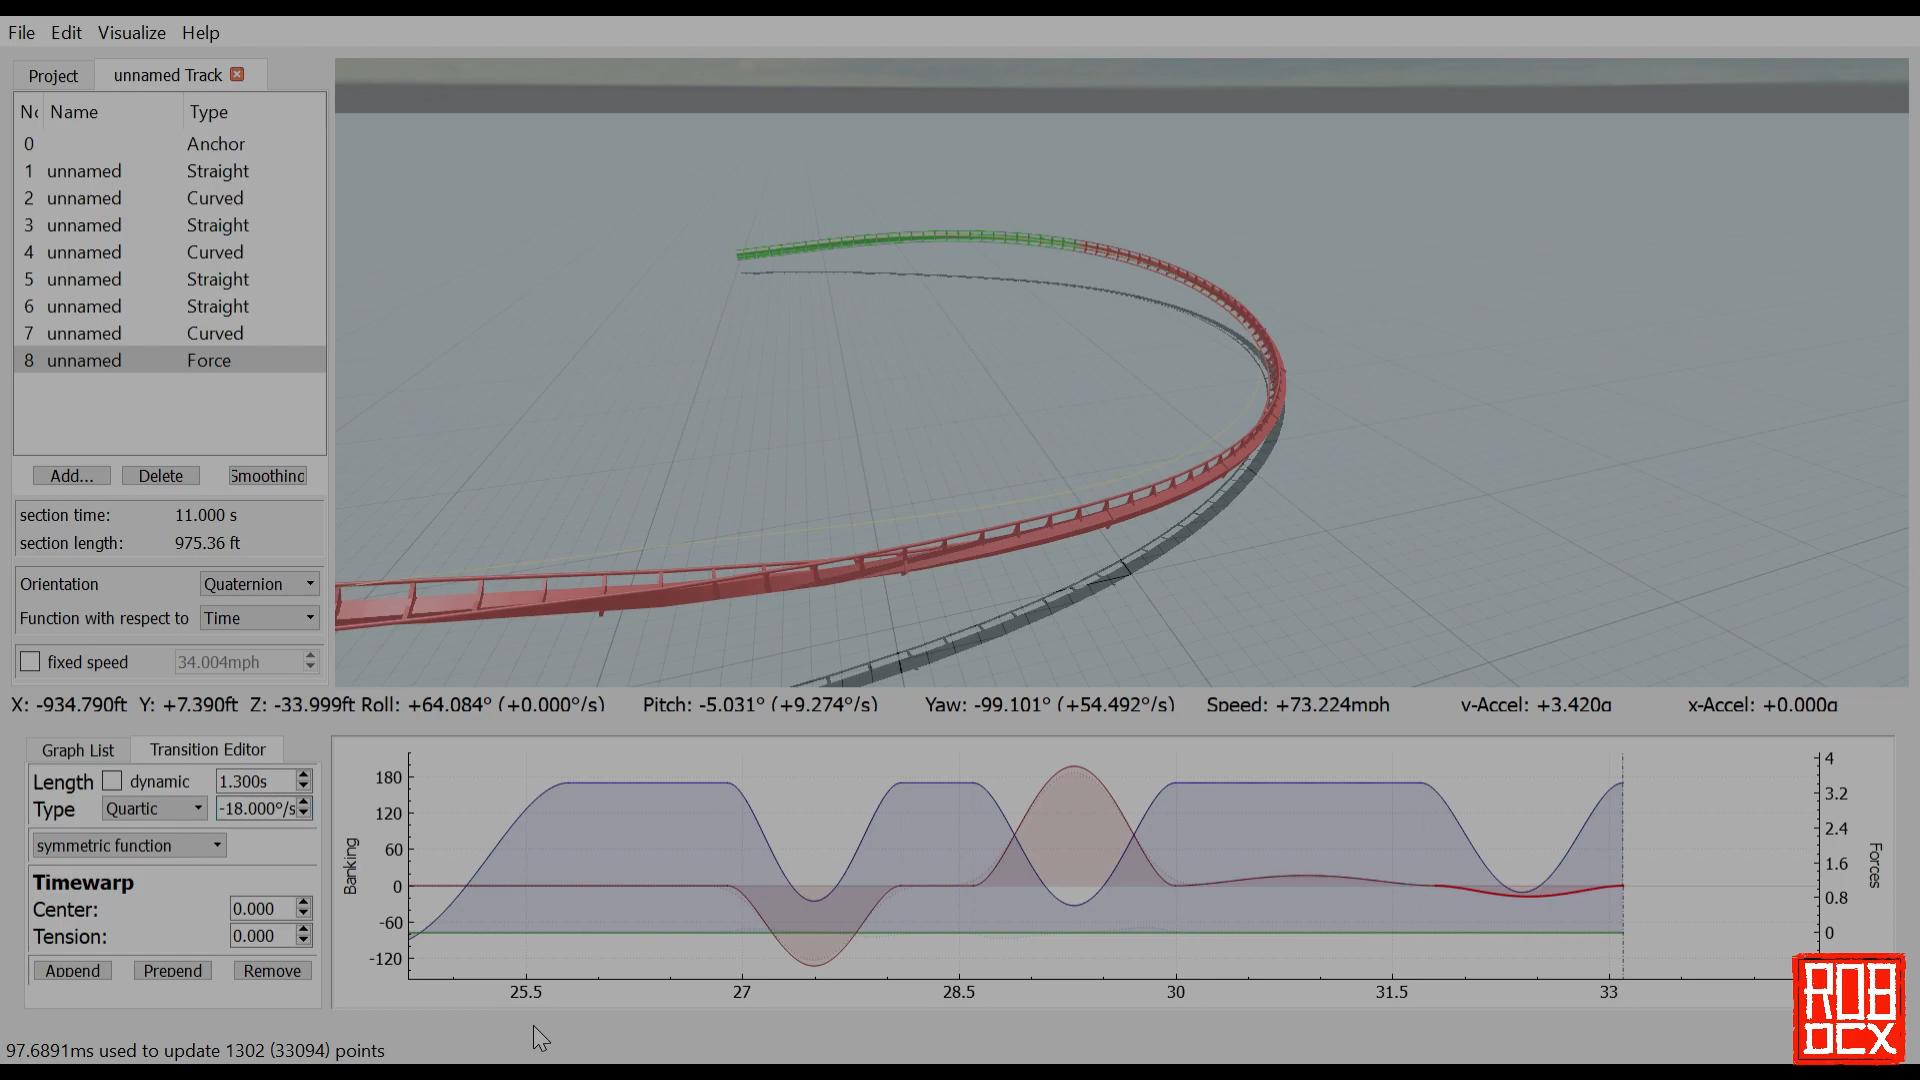 File Edit Visualize Help
Project unnamed Track
Name Type
0 Anchor
1 unnamed Straight
2 unnamed Curved
3 unnamed Straight
4 unnamed Curved
5 unnamed Straight
6 unnamed Straight
7 unnamed Curved
8 unnamed Force
Add... Delete Smoothing
section time: 11.000 s
section length: 975.36 ft
Orientation Quaternion
Function with respect to Time
fixed speed 34.004mph
X: -934.790ft Y: +7.390ft Z: -33.999ft Roll: +64.084° (+0.000°/s) Pitch: -5.031° (+9.274°/s) Yaw: -99.101° (+54.492°/s) Speed: +73.224mph v-Accel: +3.420g x-Accel: +0.000g
Graph List Transition Editor
Length dynamic 1.300s
Type Quartic -18.000°/s
symmetric function
Timewarp
Center: 0.000
Tension: 0.000
Append Prepend Remove
Banking
180
120
60
0
-60
-120
25.5 27 28.5 30 31.5 33
4
3.2
2.4
1.6
0.8
0
Forces
97.6891ms used to update 1302 (33094) points
ROB
OCX